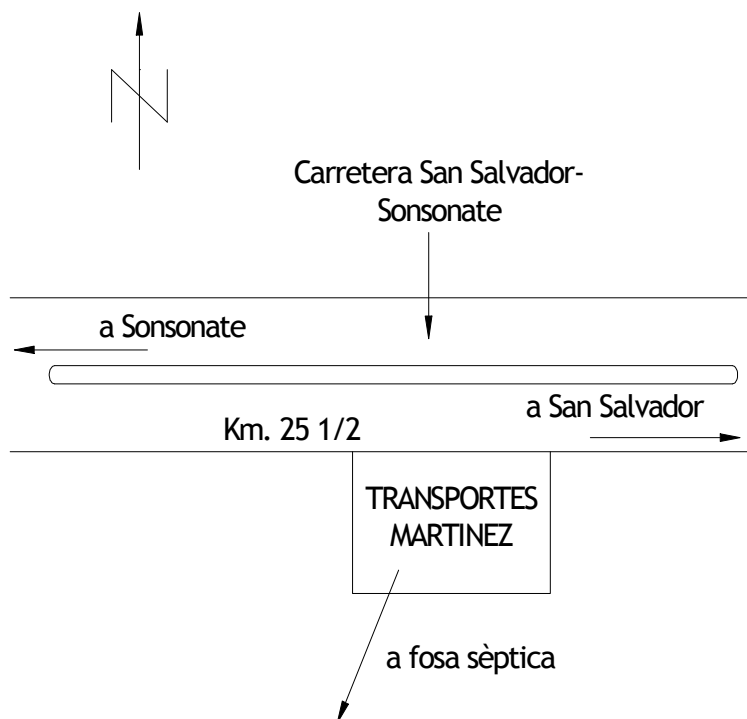 Carretera San Salvador-
Sonsonate
a Sonsonate
a San Salvador
Km. 25 1/2
TRANSPORTES
MARTINEZ
a fosa sèptica